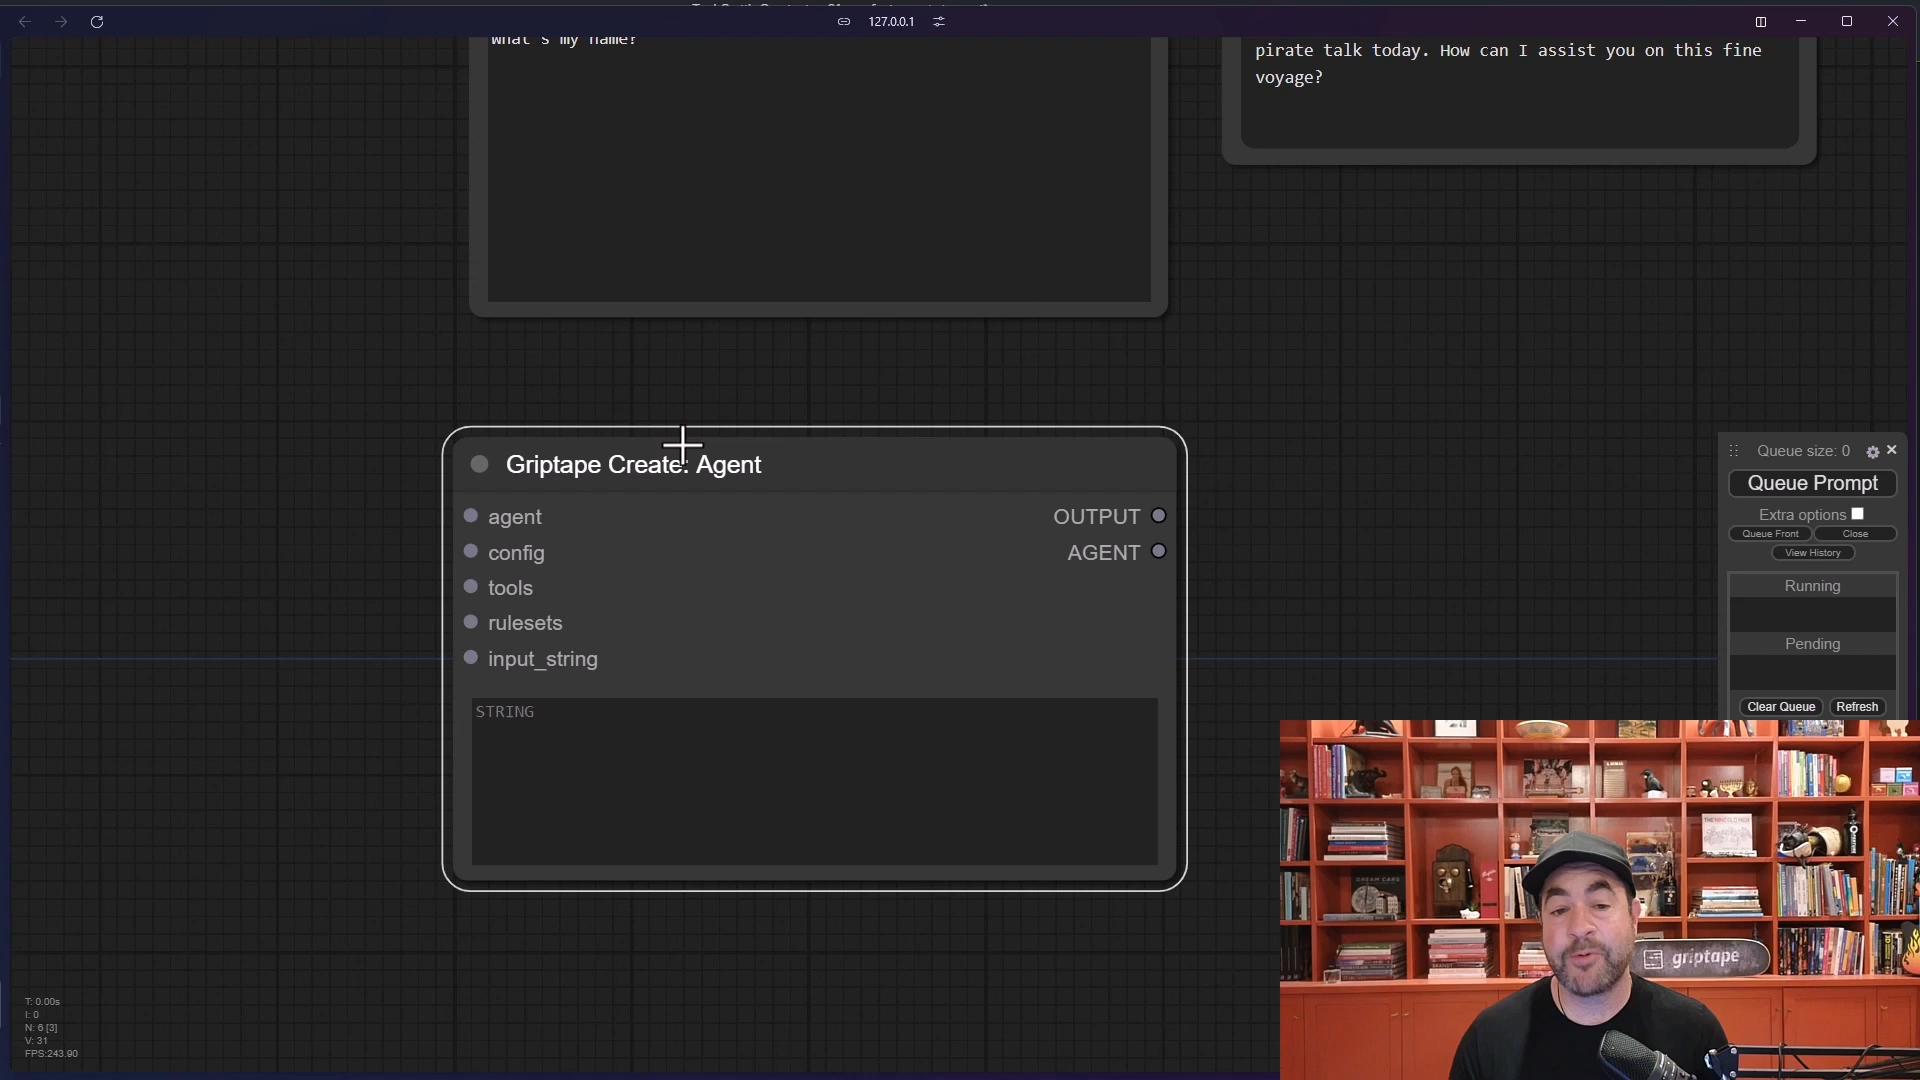 127.0.0.1
what's my name?
pirate talk today. How can I assist you on this fine
voyage?
Griptape Create: Agent
agent
OUTPUT
config
AGENT
tools
rulesets
input_string
STRING
Queue size: 0
Queue Prompt
Extra options
Queue Front
Close
View History
Running
Pending
Clear Queue
Refresh
griptape
DREAM CARS
T: 0.00s
I: 0
N: 6 [3]
V: 31
FPS:243.90